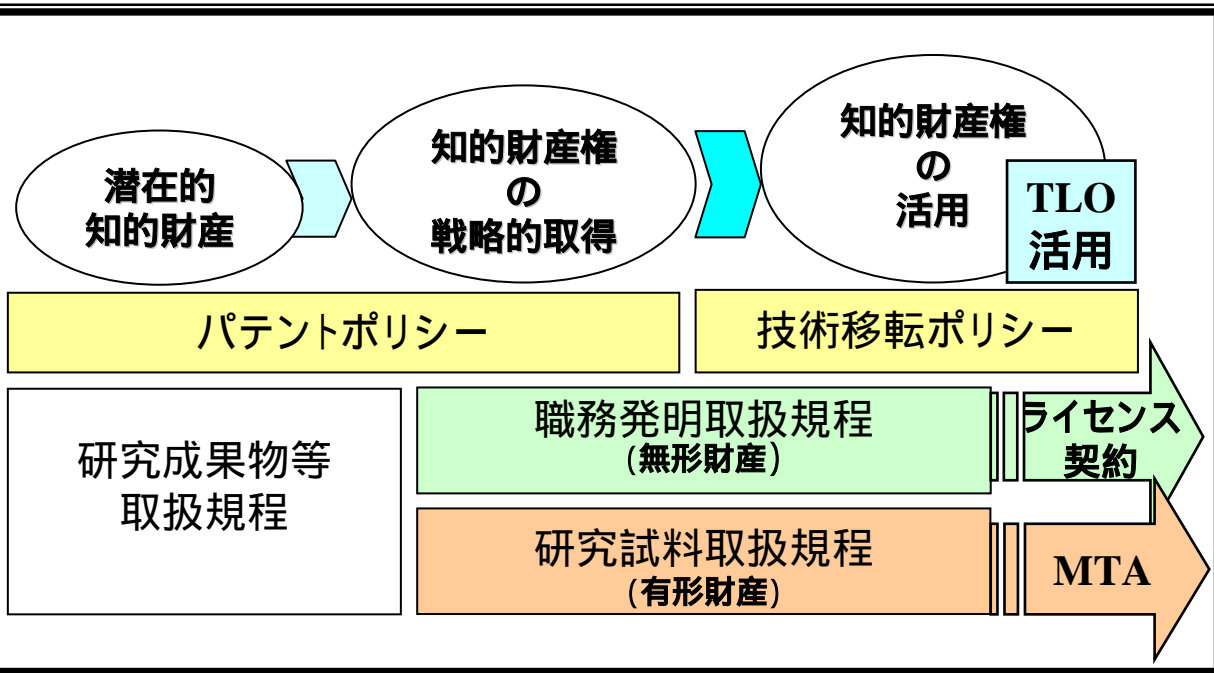 潜在的
知的財産
知的財産権
の
戦略的取得
知的財産権
の
活用
TLO
活用
パテントポリシー
技術移転ポリシー
研究成果物等
取扱規程
職務発明取扱規程
(無形財産)
ライセンス
契約
研究試料取扱規程
(有形財産)
MTA